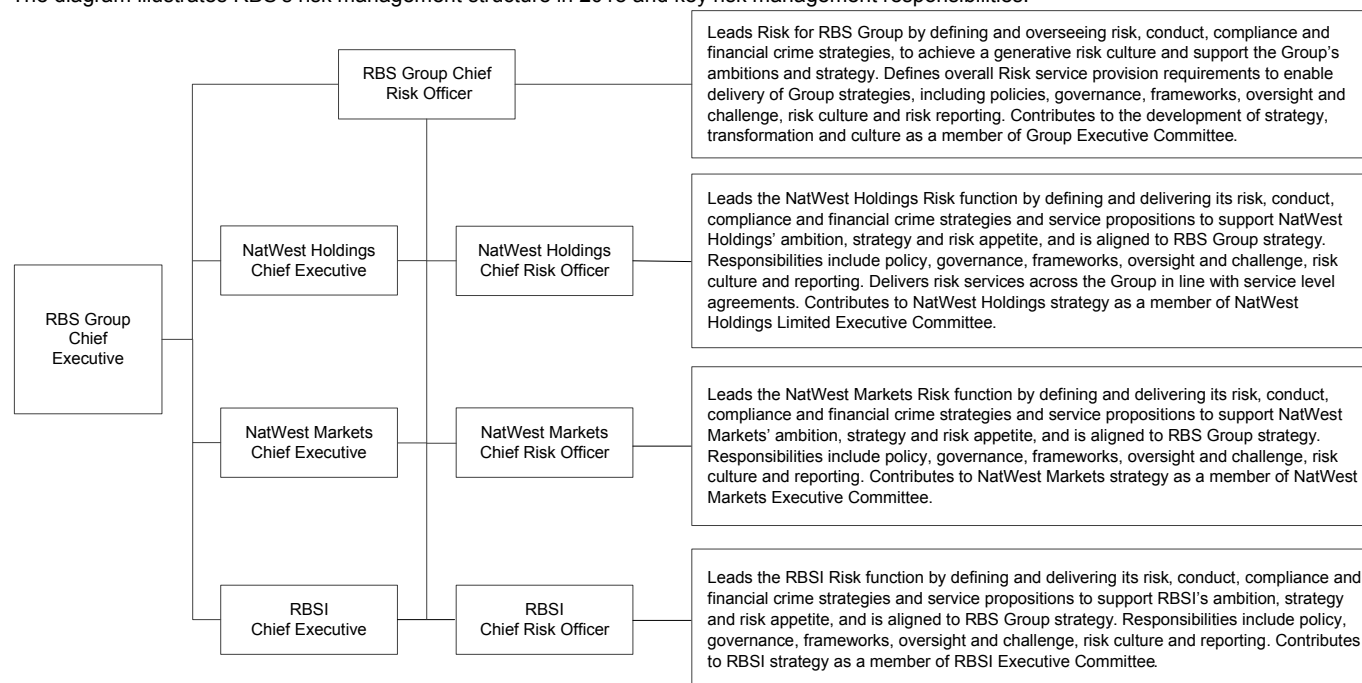 The diagram illustrates RBS's risk management structure in 2018 and key risk management responsibilities.
RBS Group Chief
Risk Officer
Leads Risk for RBS Group by defining and overseeing risk, conduct, compliance and
financial crime strategies, to achieve a generative risk culture and support the Group's
ambitions and strategy. Defines overall Risk service provision requirements to enable
delivery of Group strategies, including policies, governance, frameworks, oversight and
challenge, risk culture and risk reporting. Contributes to the development of strategy,
transformation and culture as a member of Group Executive Committee.
RBS Group
Chief
Executive
NatWest Holdings
Chief Executive
NatWest Holdings
Chief Risk Officer
Leads the NatWest Holdings Risk function by defining and delivering its risk, conduct,
compliance and financial crime strategies and service propositions to support NatWest
Holdings' ambition, strategy and risk appetite, and is aligned to RBS Group strategy.
Responsibilities include policy, governance, frameworks, oversight and challenge, risk
culture and reporting. Delivers risk services across the Group in line with service level
agreements. Contributes to NatWest Holdings strategy as a member of NatWest
Holdings Limited Executive Committee.
NatWest Markets
Chief Executive
NatWest Markets
Chief Risk Officer
Leads the NatWest Markets Risk function by defining and delivering its risk, conduct,
compliance and financial crime strategies and service propositions to support NatWest
Markets' ambition, strategy and risk appetite, and is aligned to RBS Group strategy.
Responsibilities include policy, governance, frameworks, oversight and challenge, risk
culture and reporting. Contributes to NatWest Markets strategy as a member of NatWest
Markets Executive Committee.
RBSI
Chief Executive
RBSI
Chief Risk Officer
Leads the RBSI Risk function by defining and delivering its risk, conduct, compliance and
financial crime strategies and service propositions to support RBSI's ambition, strategy
and risk appetite, and is aligned to RBS Group strategy. Responsibilities include policy,
governance, frameworks, oversight and challenge, risk culture and reporting. Contributes
to RBSI strategy as a member of RBSI Executive Committee.